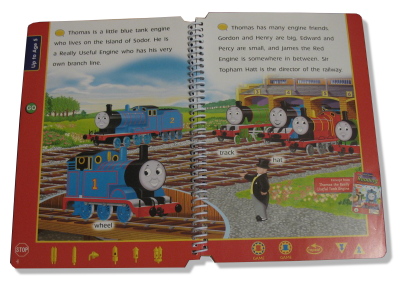 Thomas is a little blue tank engine
who lives on the Island of Sodor. He is
a Really Useful Engine who has his very
own branch line.
Up to Age 5
GO
wheel
STOP
Thomas has many engine friends.
Gordon and Henry are big, Edward and
Percy are small, and James the Red
Engine is somewhere in between. Sir
Topham Hatt is the director of the railway.
track
hat